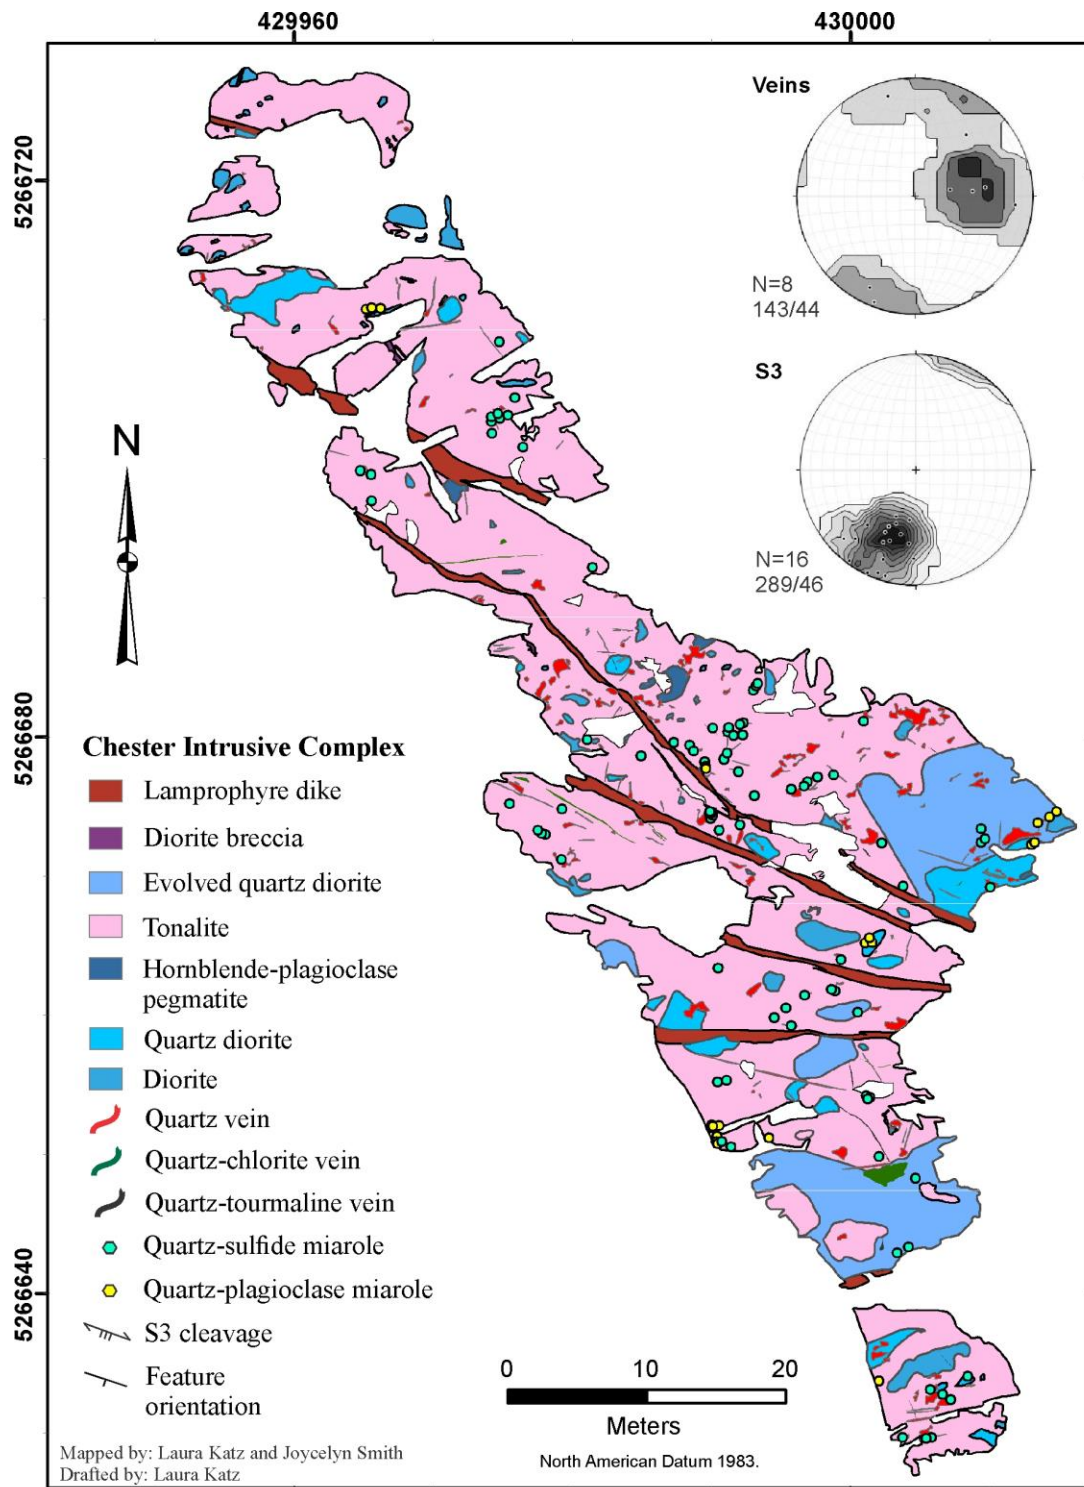 429960
430000
5266720
5266680
5266640
Veins
N=8
143/44
S3
N=16
289/46
N
Chester Intrusive Complex
Lamprophyre dike
Diorite breccia
Evolved quartz diorite
Tonalite
Hornblende-plagioclase
pegmatite
Quartz diorite
Diorite
Quartz vein
Quartz-chlorite vein
Quartz-tourmaline vein
Quartz-sulfide miarole
Quartz-plagioclase miarole
S3 cleavage
Feature
orientation
0 10 20
Meters
North American Datum 1983.
Mapped by: Laura Katz and Joycelyn Smith
Drafted by: Laura Katz